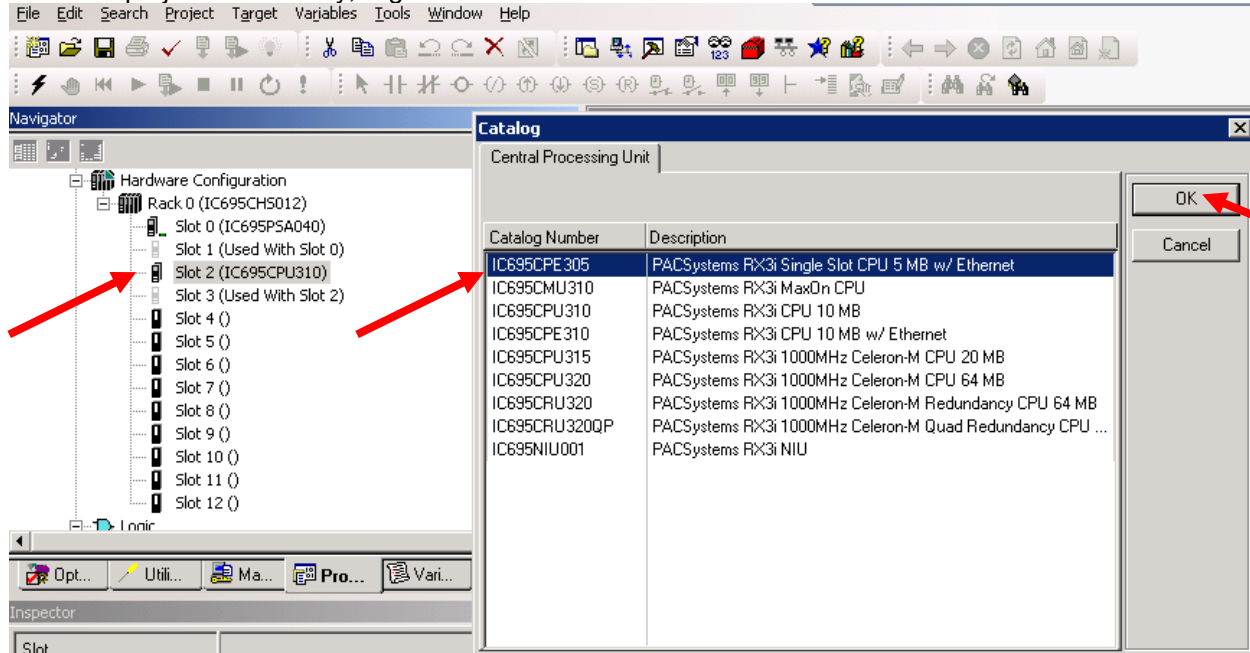 File Edit Search Project Target Variables Tools Window Help
123
Navigator
Hardware Configuration
Rack 0 (IC695CHS012)
Slot 0 (IC695PSA040)
Slot 1 (Used With Slot 0)
Slot 2 (IC695CPU310)
Slot 3 (Used With Slot 2)
Slot 4 ()
Slot 5 ()
Slot 6 ()
Slot 7 ()
Slot 8 ()
Slot 9 ()
Slot 10 ()
Slot 11 ()
Slot 12 ()
Logic
Opt... Utili... Ma... Pro... Vari...
Inspector
Slot
Catalog
Central Processing Unit
Catalog Number Description
IC695CPE305 PACSystems RX3i Single Slot CPU 5 MB w/ Ethernet
IC695CMU310 PACSystems RX3i MaxOn CPU
IC695CPU310 PACSystems RX3i CPU 10 MB
IC695CPE310 PACSystems RX3i CPU 10 MB w/ Ethernet
IC695CPU315 PACSystems RX3i 1000MHz Celeron-M CPU 20 MB
IC695CPU320 PACSystems RX3i 1000MHz Celeron-M CPU 64 MB
IC695CRU320 PACSystems RX3i 1000MHz Celeron-M Redundancy CPU 64 MB
IC695CRU320QP PACSystems RX3i 1000MHz Celeron-M Quad Redundancy CPU ...
IC695NIU001 PACSystems RX3i NIU
OK
Cancel